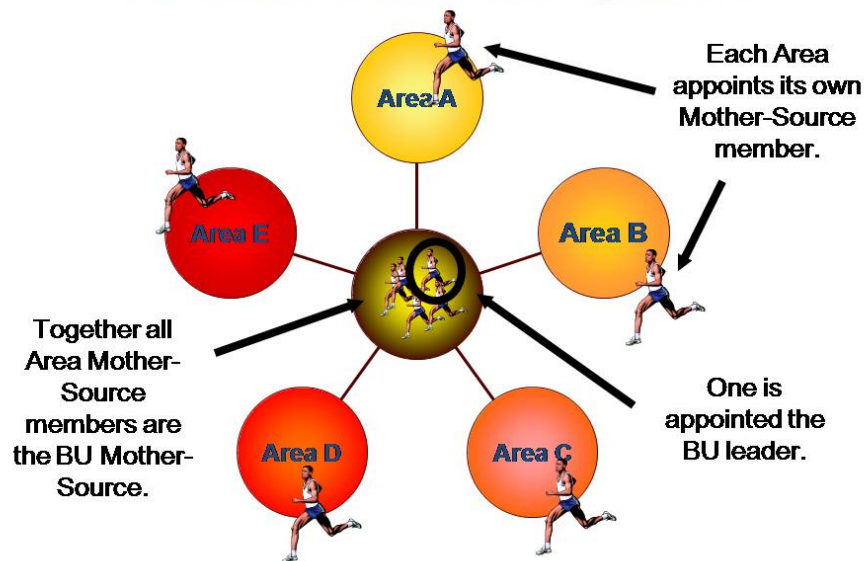 Area A
Each Area
appoints its own
Mother-Source
member.
Area E
Area B
Together all
Area Mother-
Source
members are
the BU Mother-
Source.
One is
appointed the
BU leader.
Area D
Area C